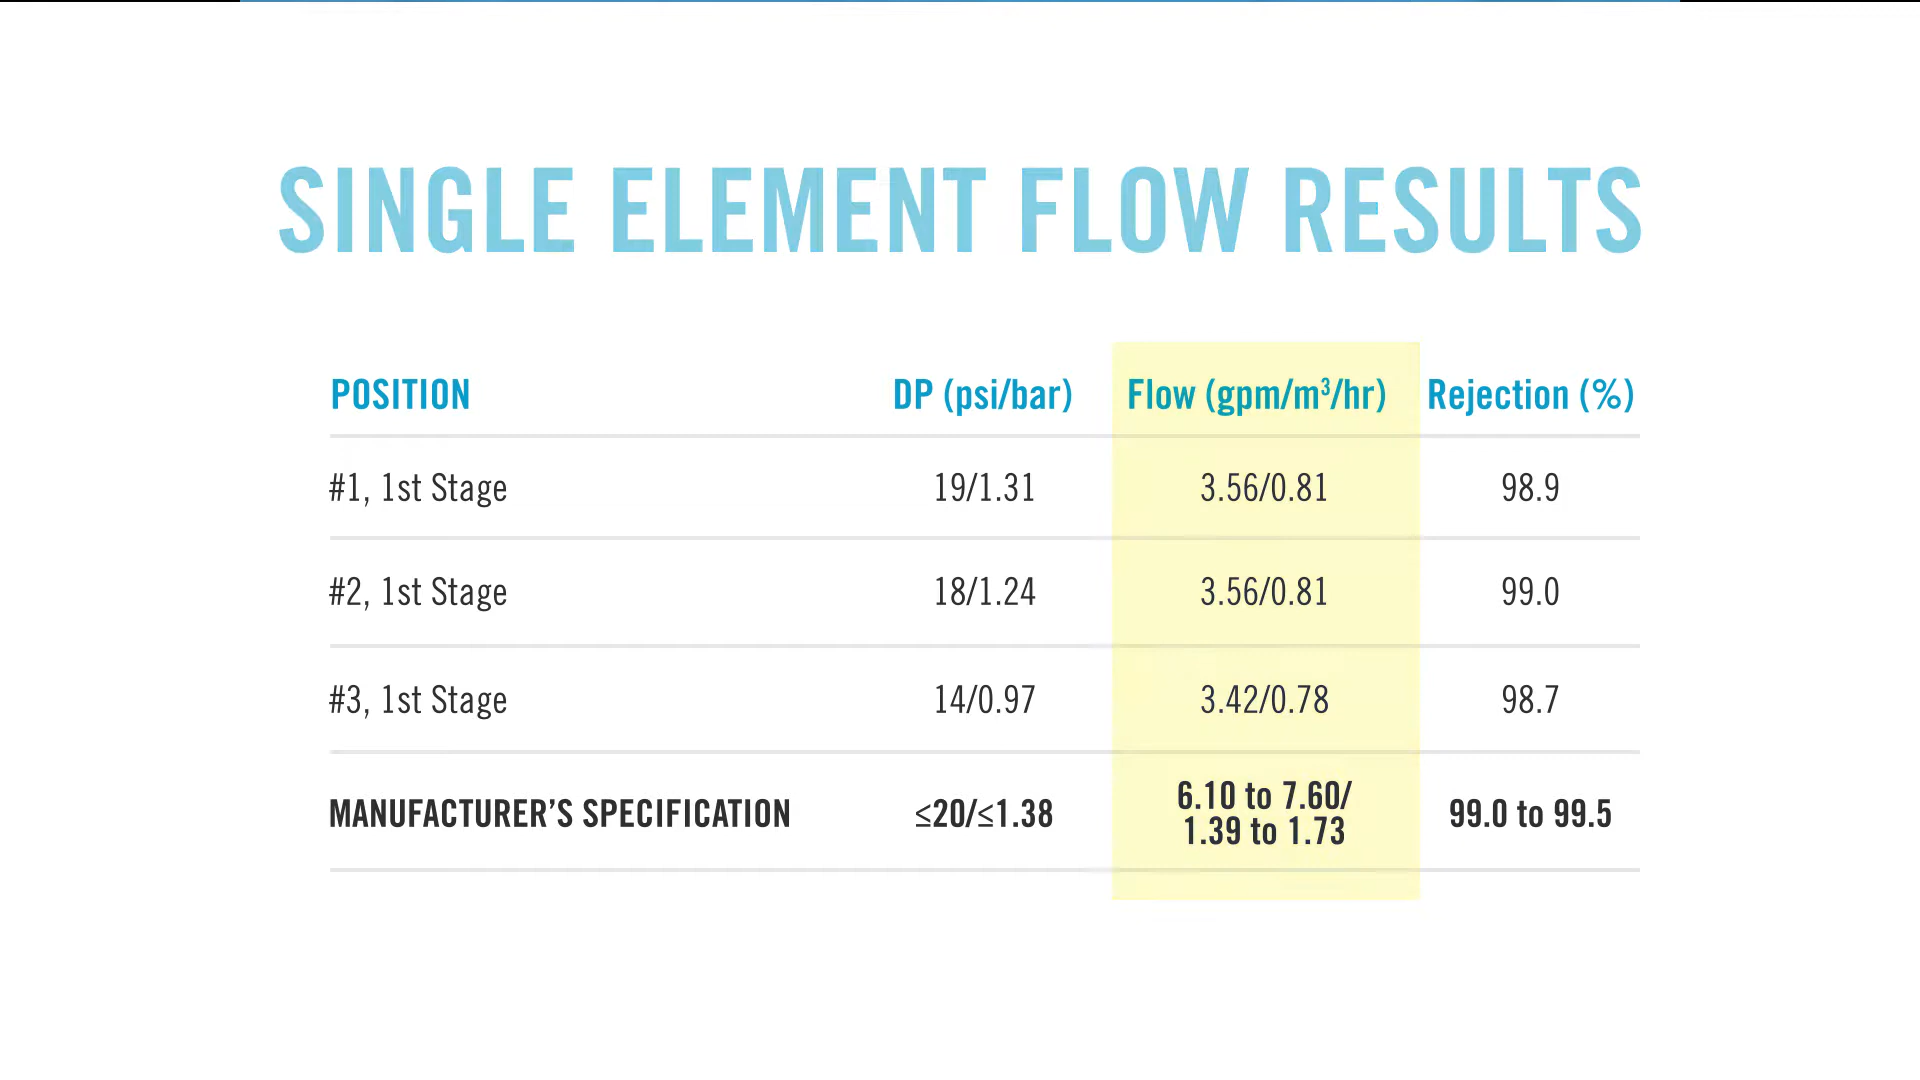 SINGLE ELEMENT FLOW RESULTS
POSITION DP (psi/bar) Flow (gpm/m³/hr) Rejection (%)
#1, 1st Stage 19/1.31 3.56/0.81 98.9
#2, 1st Stage 18/1.24 3.56/0.81 99.0
#3, 1st Stage 14/0.97 3.42/0.78 98.7
MANUFACTURER’S SPECIFICATION ≤20/≤1.38 6.10 to 7.60/ 99.0 to 99.5
1.39 to 1.73